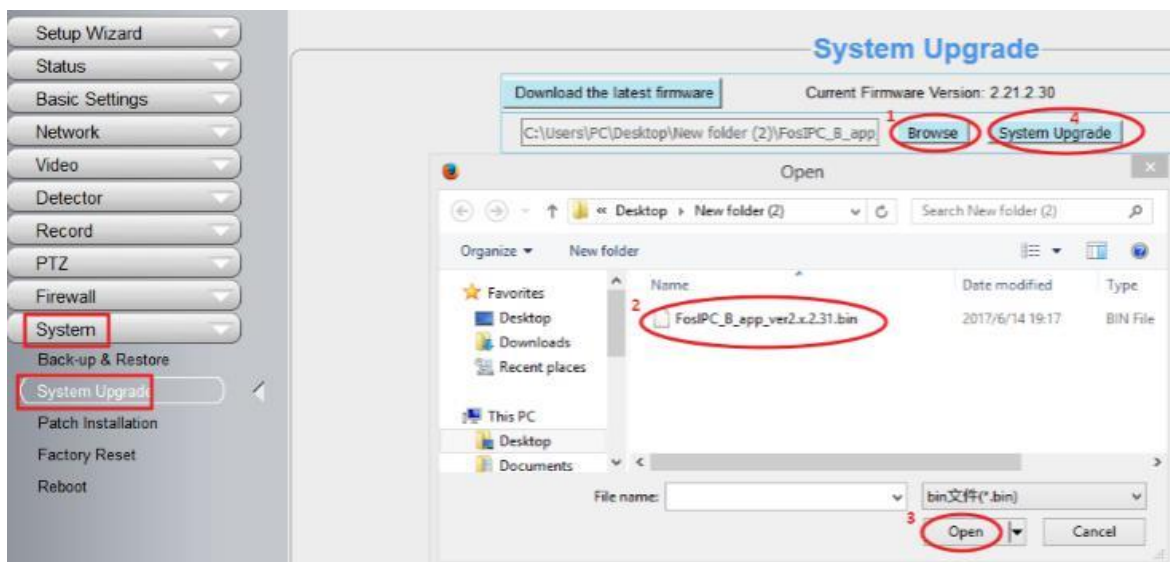 Setup Wizard
Status
Basic Settings
Network
Video
Detector
Record
PTZ
Firewall
System
Back-up & Restore
System Upgrade
Patch Installation
Factory Reset
Reboot
System Upgrade
Download the latest firmware
Current Firmware Version: 2.21.2.30
1
4
C:\Users\PC\Desktop\New folder (2)\FosIPC_B_app
Browse
System Upgrade
Open
« Desktop
New folder (2)
Search New folder (2)
Organize
New folder
Name
Date modified
Type
2
FosIPC_B_app_ver2.x.2.31.bin
2017/6/14 19:17
BIN File
Favorites
Desktop
Downloads
Recent places
This PC
Desktop
Documents
File name:
bin文件(*.bin)
3
Open
Cancel